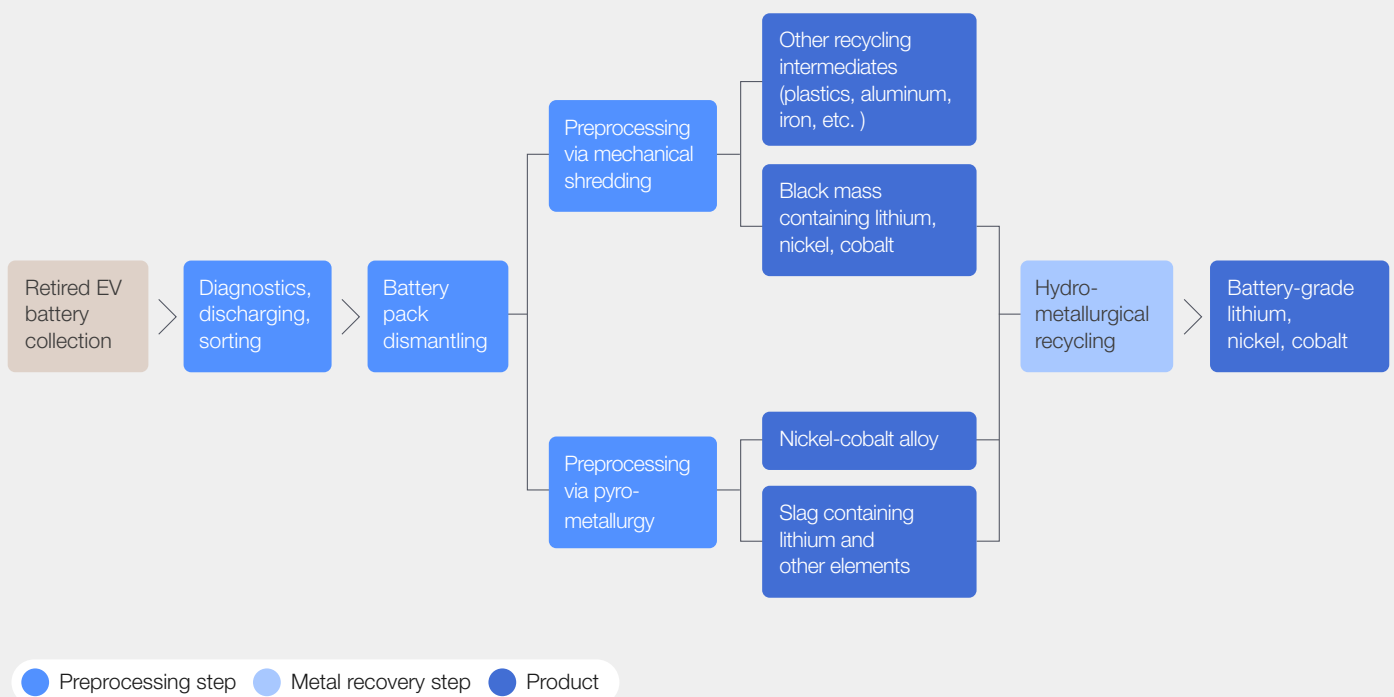 Retired EV
battery
collection
Diagnostics,
discharging,
sorting
Battery
pack
dismantling
Preprocessing
via mechanical
shredding
Other recycling
intermediates
(plastics, aluminum,
iron, etc. )
Black mass
containing lithium,
nickel, cobalt
Preprocessing
via pyro-
metallurgy
Nickel-cobalt alloy
Slag containing
lithium and
other elements
Hydro-
metallurgical
recycling
Battery-grade
lithium,
nickel, cobalt
Preprocessing step
Metal recovery step
Product